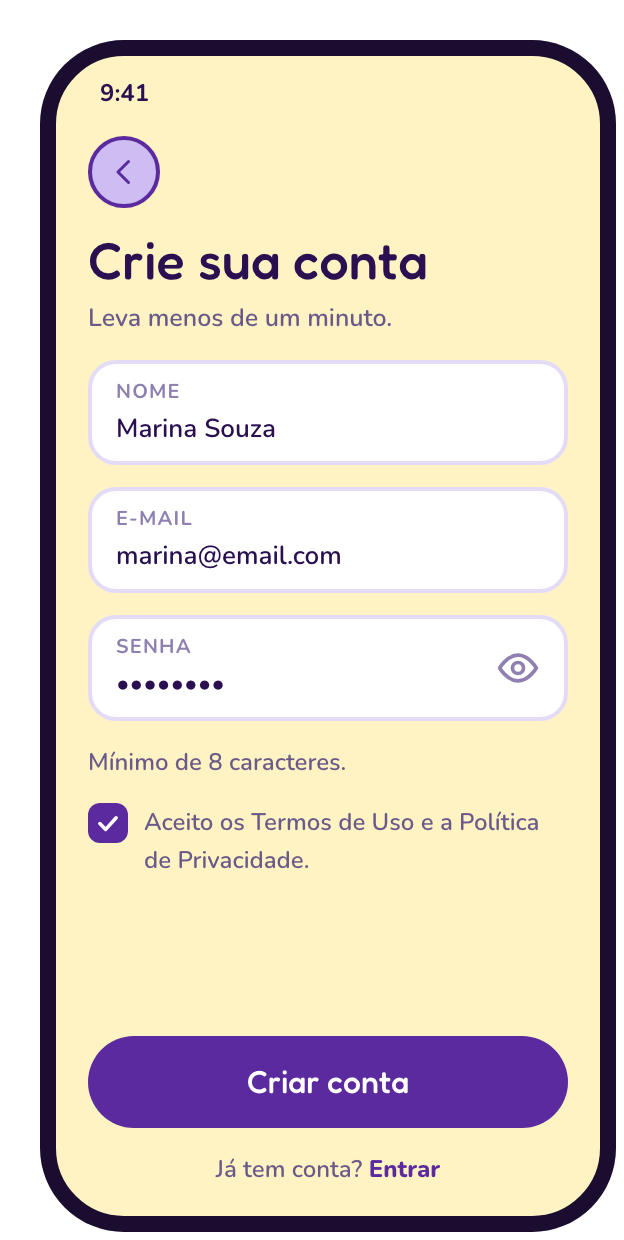 9:41
Crie sua conta
Leva menos de um minuto.
NOME
Marina Souza
E-MAIL
marina@email.com
SENHA
••••••••
Mínimo de 8 caracteres.
Aceito os Termos de Uso e a Política
de Privacidade.
Criar conta
Já tem conta? Entrar